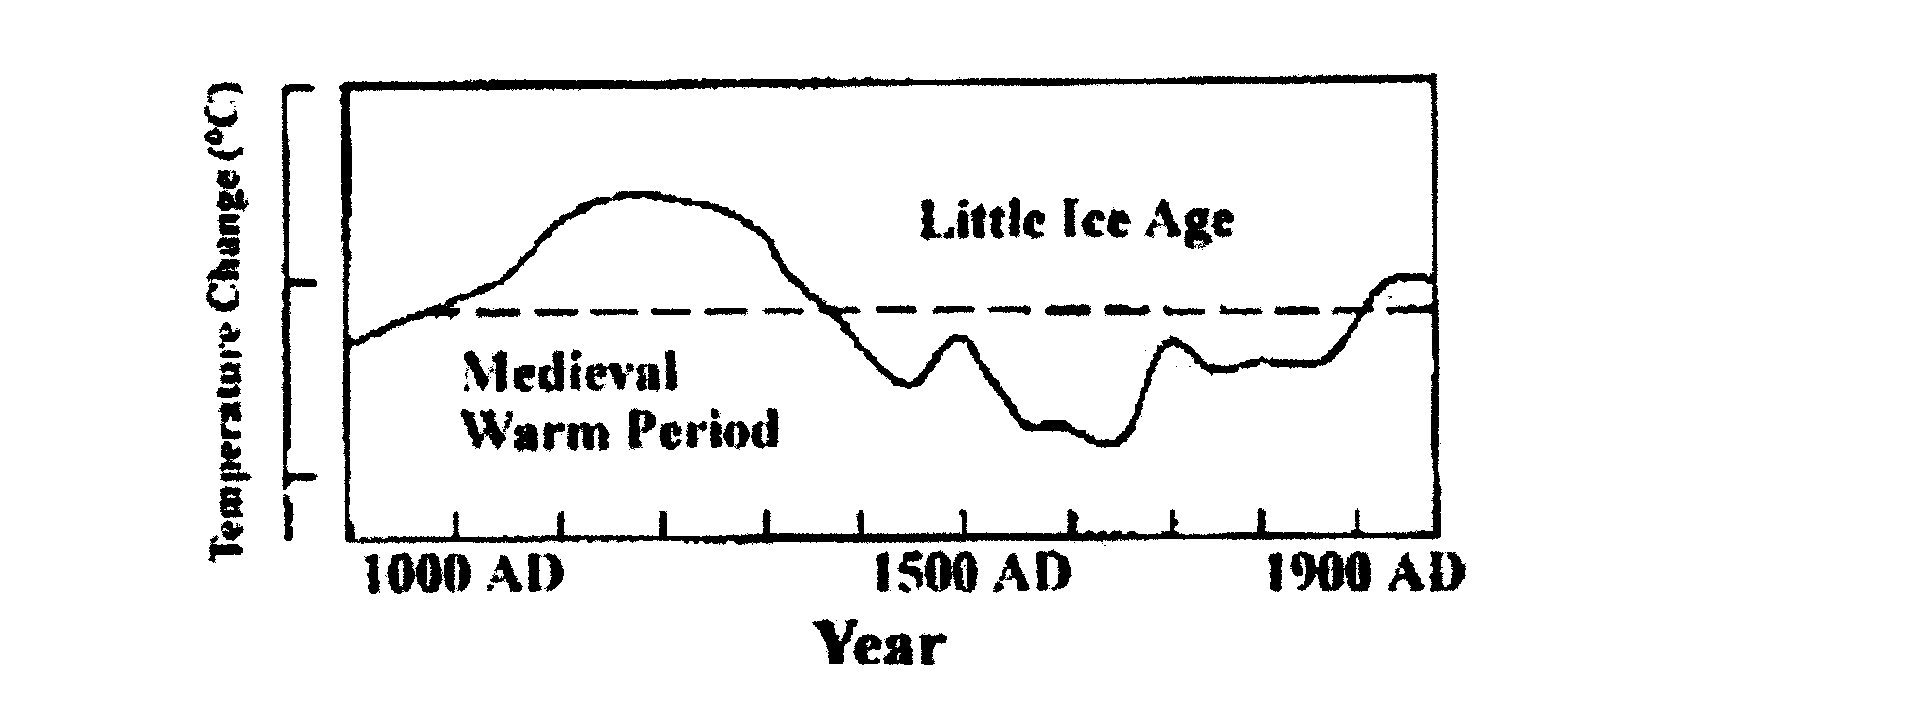 Temperature Change (°C)
Little Ice Age
Medieval
Warm Period
1000 AD
1500 AD
1900 AD
Year